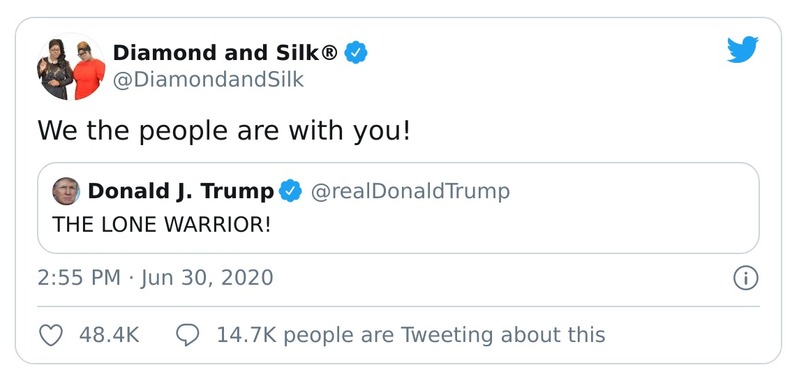 Diamond and Silk®
@DiamondandSilk
We the people are with you!
Donald J. Trump @realDonaldTrump
THE LONE WARRIOR!
2:55 PM · Jun 30, 2020
48.4K 14.7K people are Tweeting about this